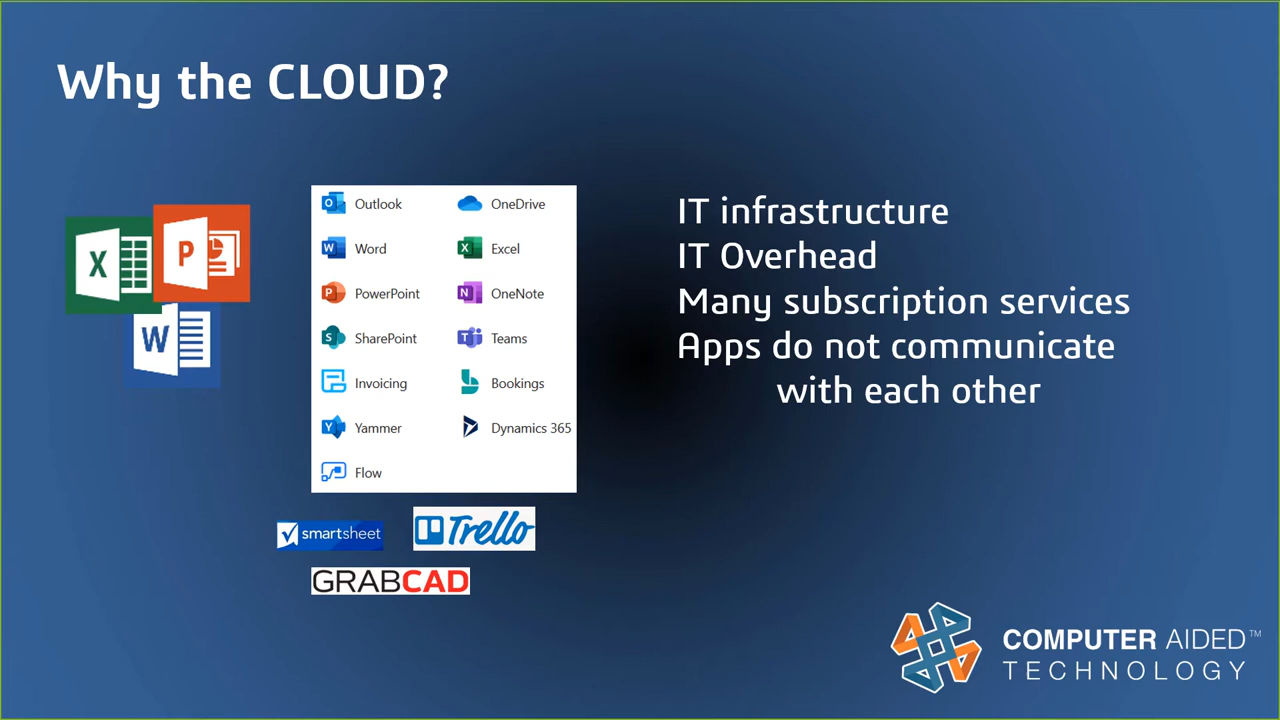 Why the CLOUD?
X
P
W
Outlook
OneDrive
Word
Excel
PowerPoint
OneNote
SharePoint
Teams
Invoicing
Bookings
Yammer
Dynamics 365
Flow
smartsheet
Trello
GRABCAD
IT infrastructure
IT Overhead
Many subscription services
Apps do not communicate
with each other
COMPUTER AIDED™
TECHNOLOGY